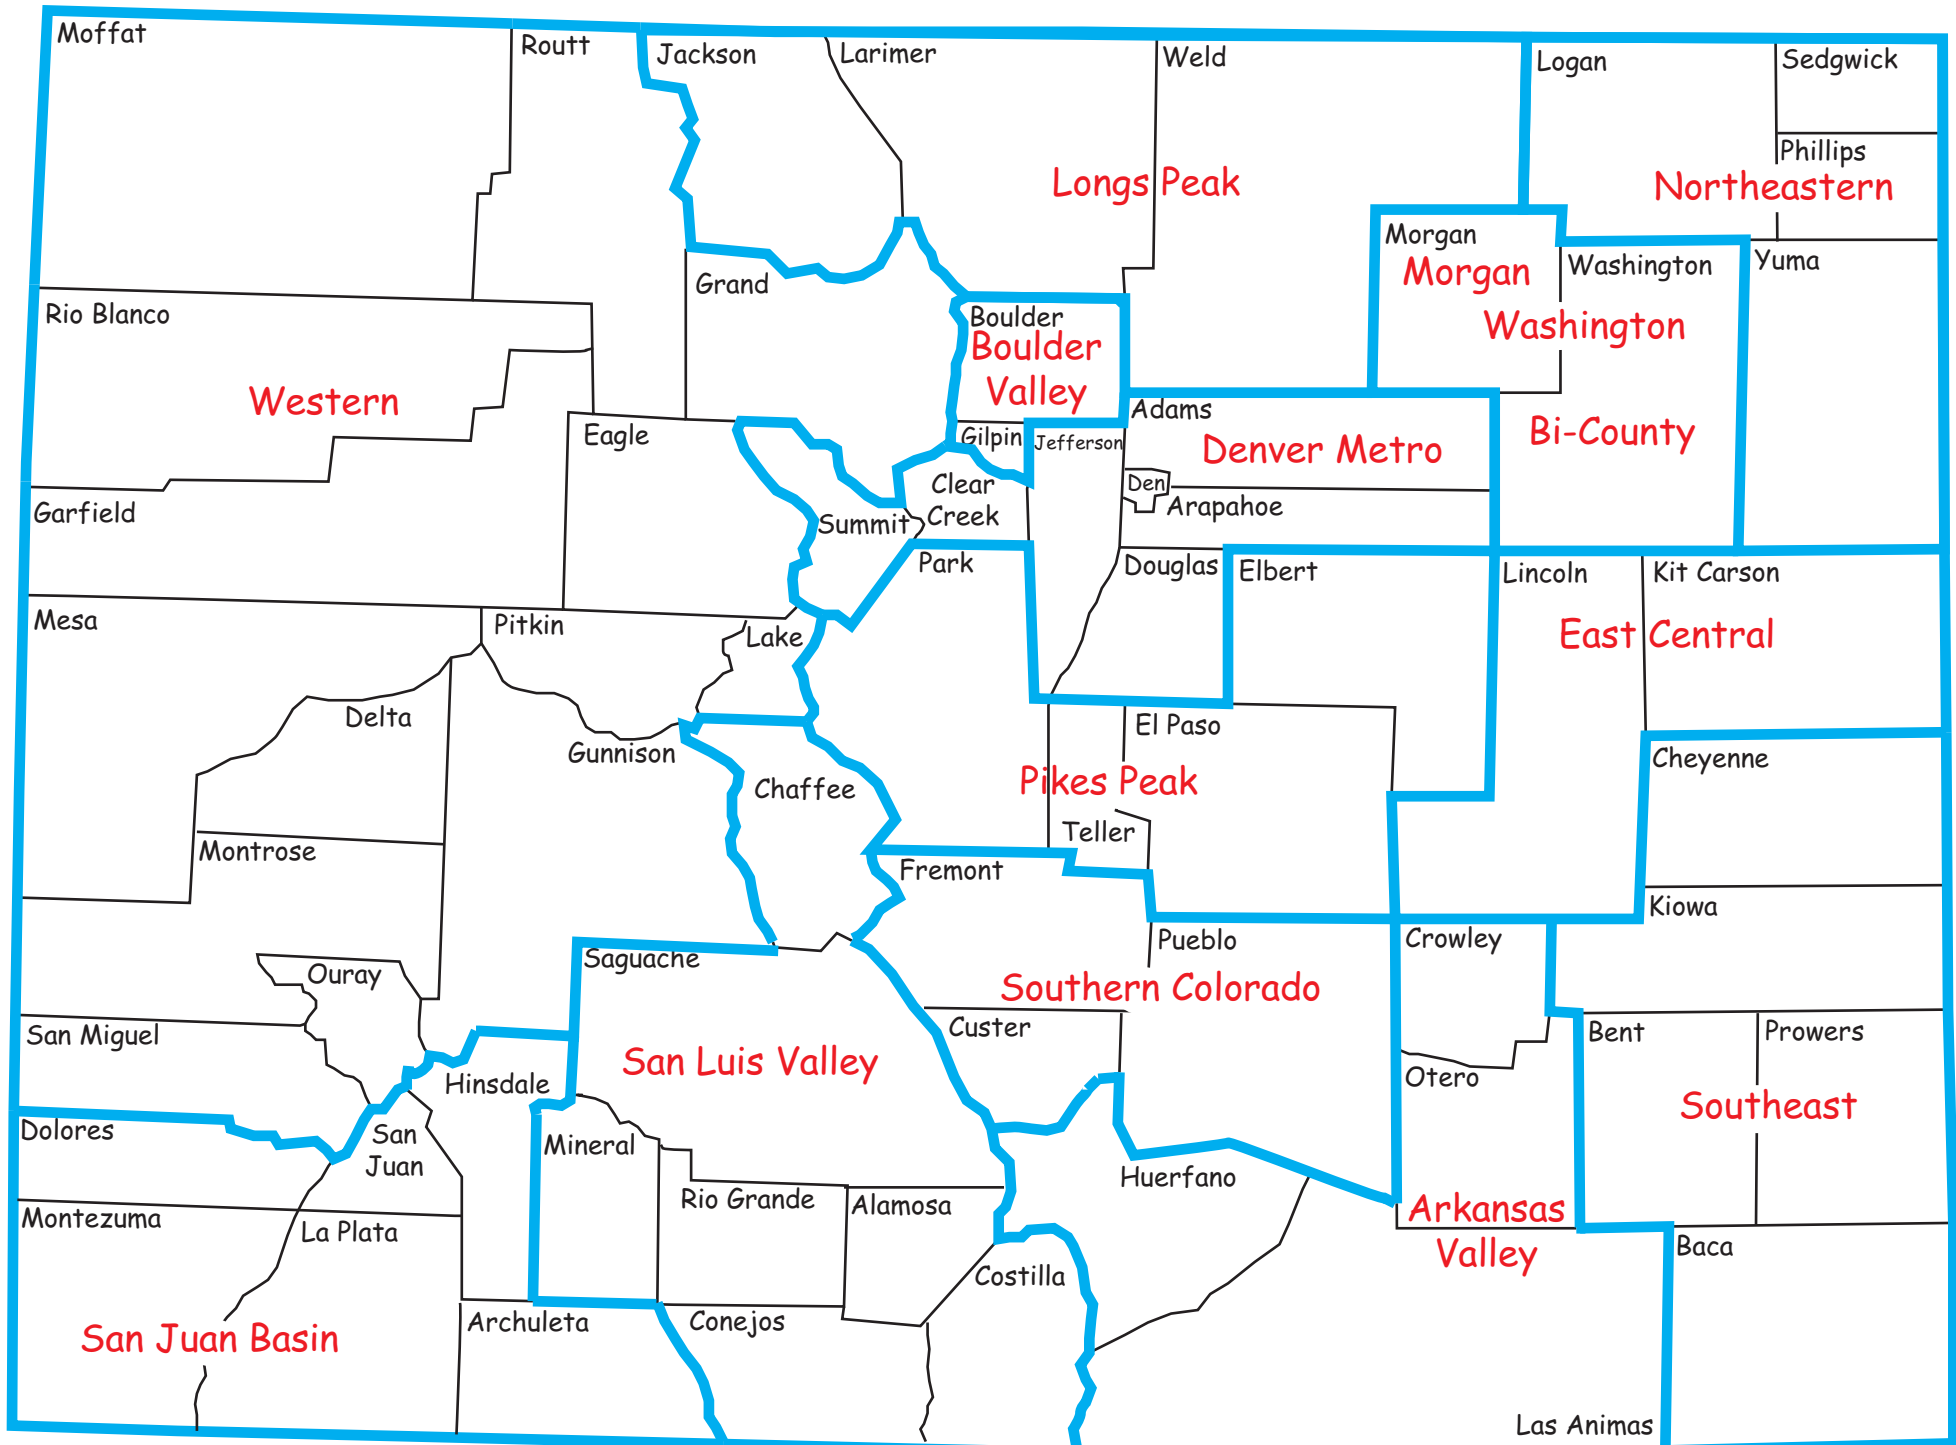 Moffat
Routt
Jackson
Larimer
Weld
Logan
Sedgwick
Phillips
Longs Peak
Northeastern
Morgan
Morgan
Washington
Yuma
Grand
Rio Blanco
Boulder
Boulder
Valley
Washington
Western
Eagle
Gilpin
Jefferson
Adams
Denver Metro
Bi-County
Garfield
Clear
Creek
Den
Arapahoe
Summit
Park
Douglas
Elbert
Lincoln
Kit Carson
Mesa
Pitkin
Lake
East Central
Delta
Gunnison
El Paso
Cheyenne
Chaffee
Pikes Peak
Teller
Montrose
Fremont
Kiowa
Saguache
Pueblo
Crowley
Ouray
Southern Colorado
San Miguel
Custer
Bent
Prowers
San Luis Valley
Hinsdale
Otero
Southeast
Dolores
San
Juan
Mineral
Huerfano
Rio Grande
Alamosa
Arkansas
Valley
Montezuma
La Plata
Baca
Costilla
San Juan Basin
Archuleta
Conejos
Las Animas